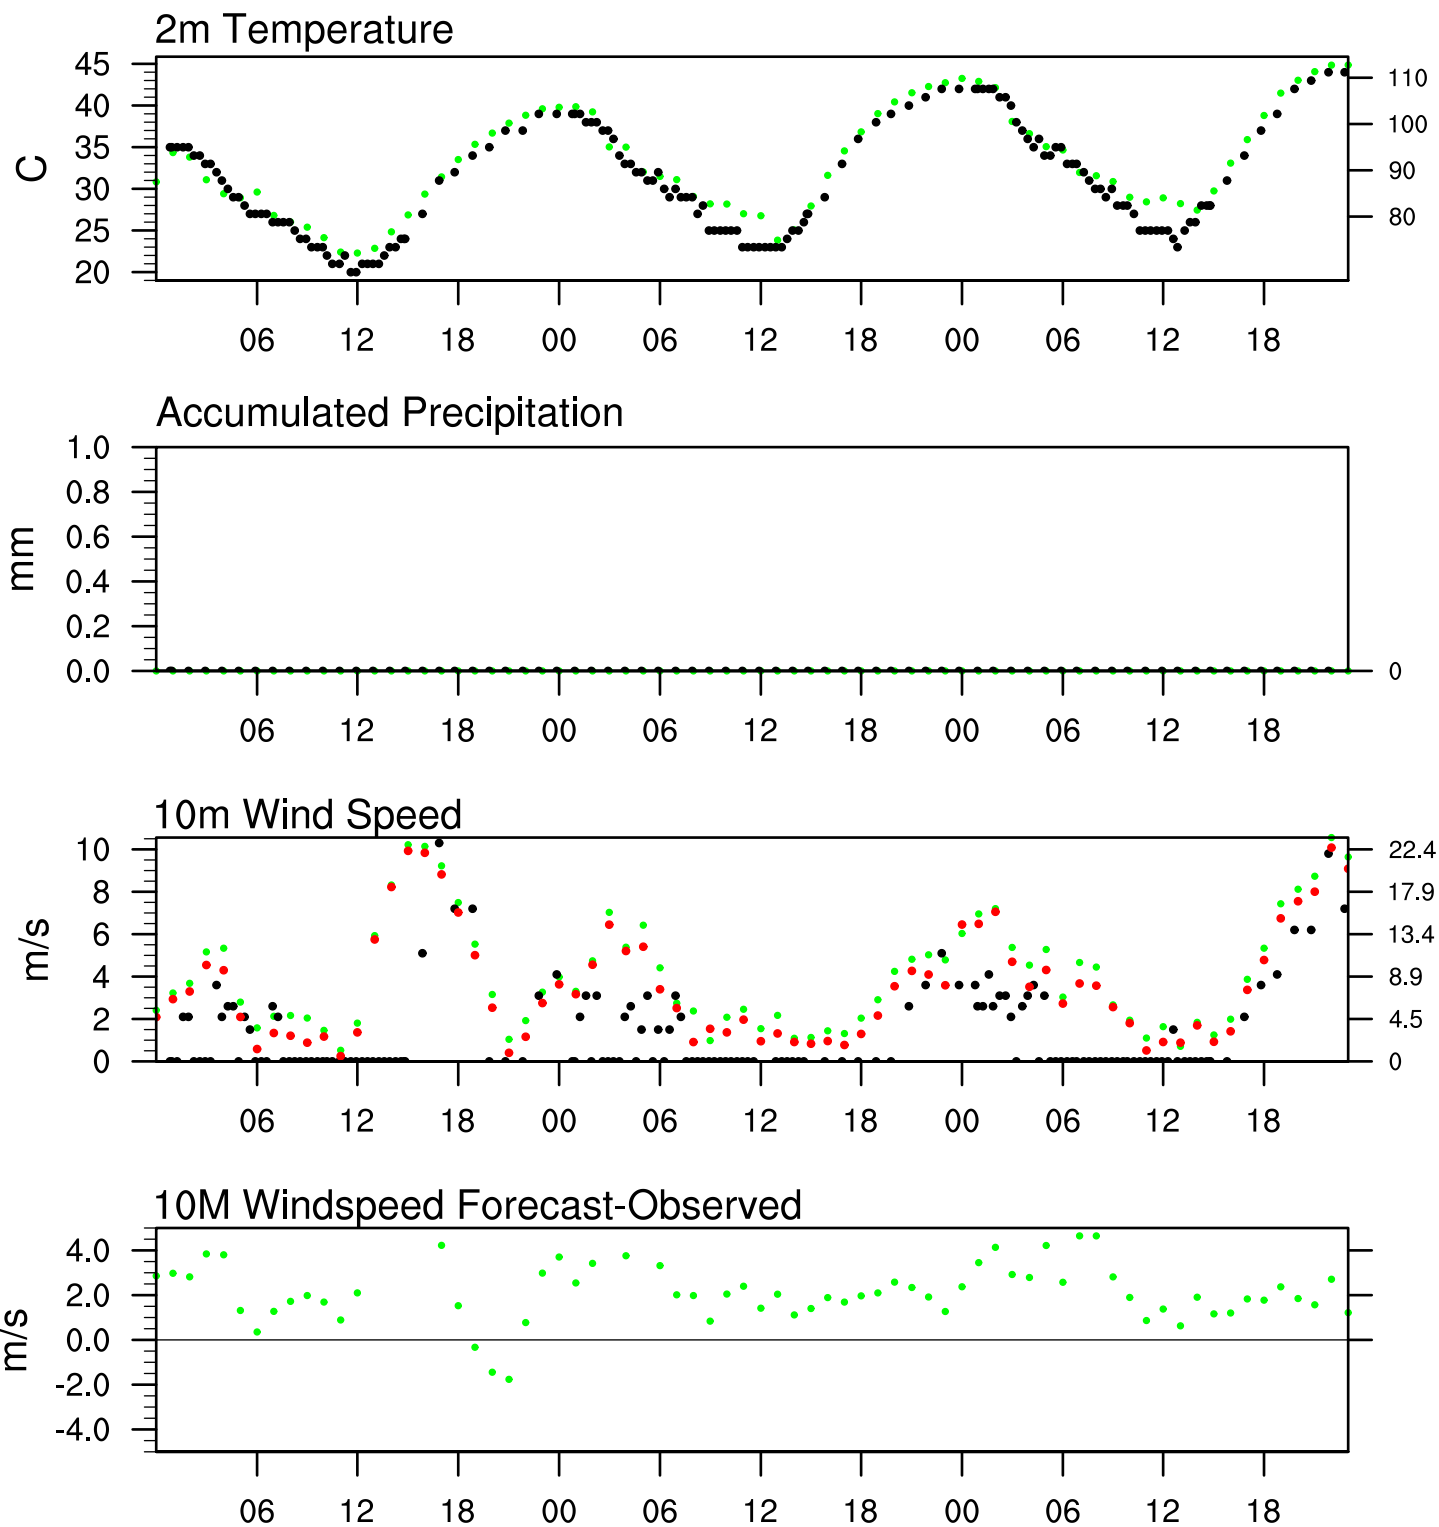 2m Temperature
45
40
35
30
25
20
C
110
100
90
80
06 12 18 00 06 12 18 00 06 12 18
Accumulated Precipitation
1.0
0.8
0.6
0.4
0.2
0.0
mm
0
06 12 18 00 06 12 18 00 06 12 18
10m Wind Speed
10
8
6
4
2
0
m/s
22.4
17.9
13.4
8.9
4.5
0
06 12 18 00 06 12 18 00 06 12 18
10M Windspeed Forecast-Observed
4.0
2.0
0.0
-2.0
-4.0
m/s
06 12 18 00 06 12 18 00 06 12 18